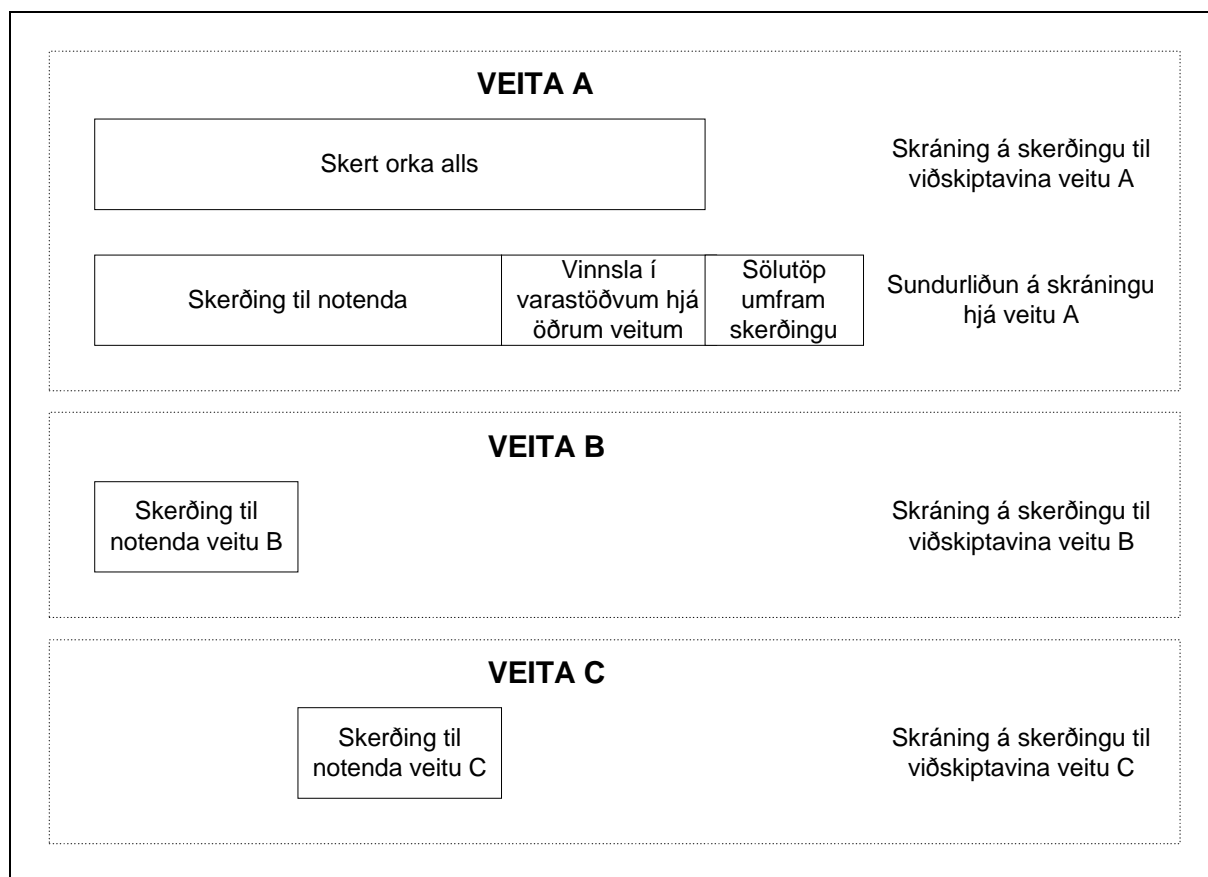 VEITA A
Skert orka alls
Skráning á skerðingu til
viðskiptavina veitu A
Skerðing til notenda
Vinnsla í
varastöðvum hjá
öðrum veitum
Sölutöp
umfram
skerðingu
Sundurliðun á skráningu
hjá veitu A
VEITA B
Skerðing til
notenda veitu B
Skráning á skerðingu til
viðskiptavina veitu B
VEITA C
Skerðing til
notenda veitu C
Skráning á skerðingu til
viðskiptavina veitu C